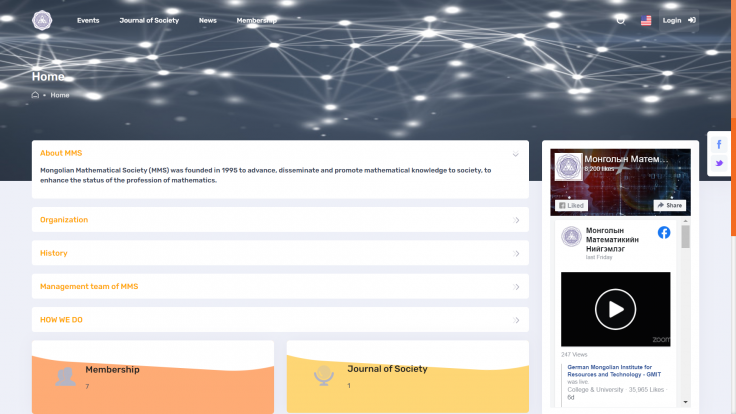 Events
Journal of Society
News
Membership
Login
Home
Home
About MMS
Mongolian Mathematical Society (MMS) was founded in 1995 to advance, disseminate and promote mathematical knowledge to society, to
enhance the status of the profession of mathematics.
Organization
History
Management team of MMS
HOW WE DO
Membership
7
Journal of Society
1
Монголын Матем...
8,200 likes
Liked
Share
Монголын
Математикийн
Нийгэмлэг
last Friday
zoom
247 Views
German Mongolian Institute for
Resources and Technology - GMIT
was live.
College & University · 35,965 Likes ·
6d